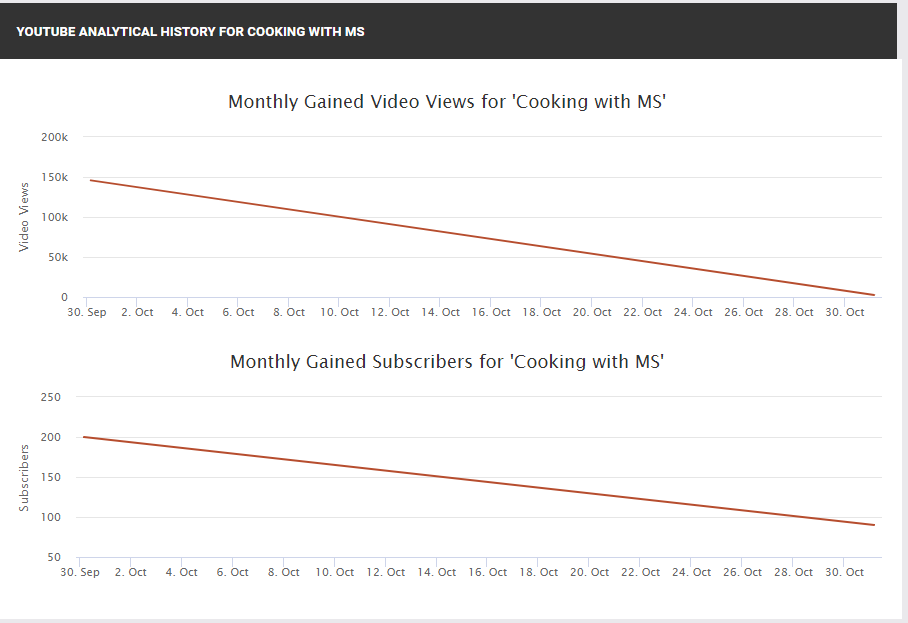 YOUTUBE ANALYTICAL HISTORY FOR COOKING WITH MS
Monthly Gained Video Views for 'Cooking with MS'
200k
150k
100k
50k
0
Video Views
30. Sep 2. Oct 4. Oct 6. Oct 8. Oct 10. Oct 12. Oct 14. Oct 16. Oct 18. Oct 20. Oct 22. Oct 24. Oct 26. Oct 28. Oct 30. Oct
Monthly Gained Subscribers for 'Cooking with MS'
250
200
150
100
50
Subscribers
30. Sep 2. Oct 4. Oct 6. Oct 8. Oct 10. Oct 12. Oct 14. Oct 16. Oct 18. Oct 20. Oct 22. Oct 24. Oct 26. Oct 28. Oct 30. Oct